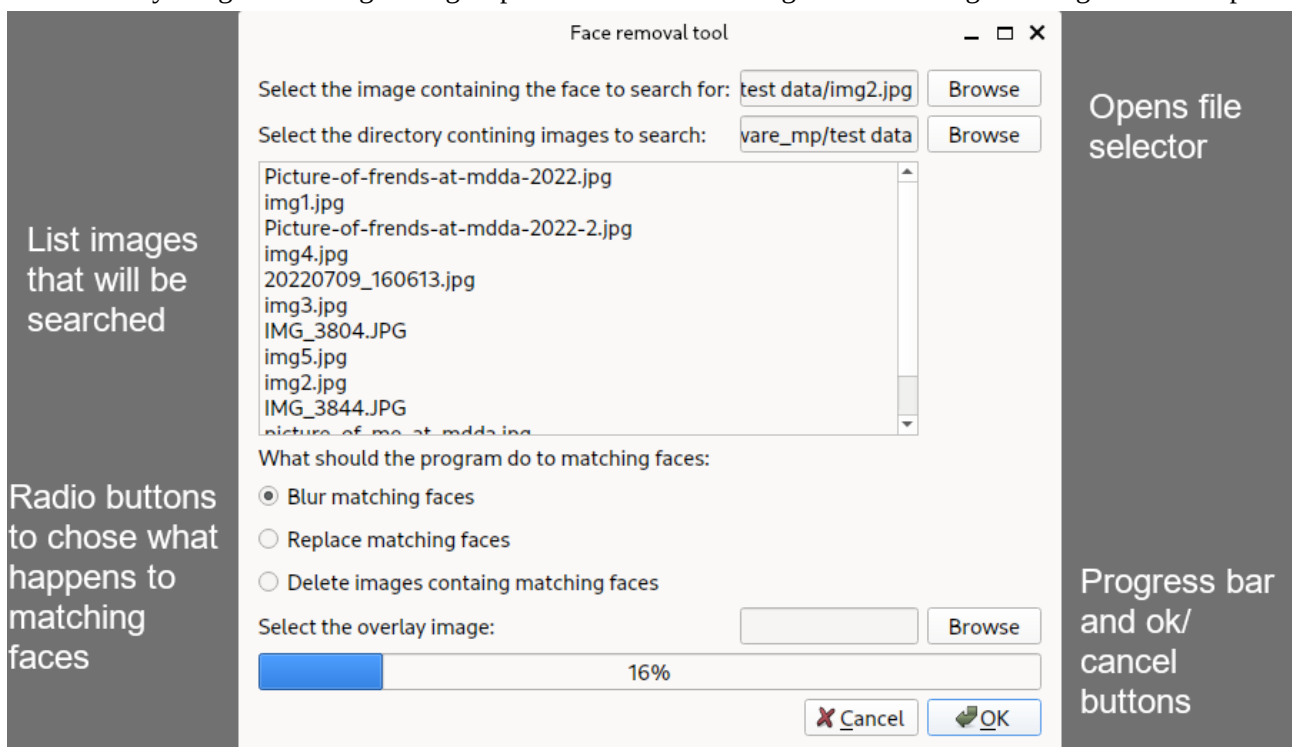 Face removal tool
Select the image containing the face to search for: test data/img2.jpg Browse
Select the directory contining images to search: vare_mp/test data Browse
Opens file
selector
Picture-of-frends-at-mdda-2022.jpg
img1.jpg
Picture-of-frends-at-mdda-2022-2.jpg
img4.jpg
20220709_160613.jpg
img3.jpg
IMG_3804.JPG
img5.jpg
img2.jpg
IMG_3844.JPG
picture_of_me_at_mdda.jpg
List images
that will be
searched
What should the program do to matching faces:
Blur matching faces
Replace matching faces
Delete images containg matching faces
Radio buttons
to chose what
happens to
matching
faces
Select the overlay image: Browse
16%
Cancel OK
Progress bar
and ok/
cancel
buttons